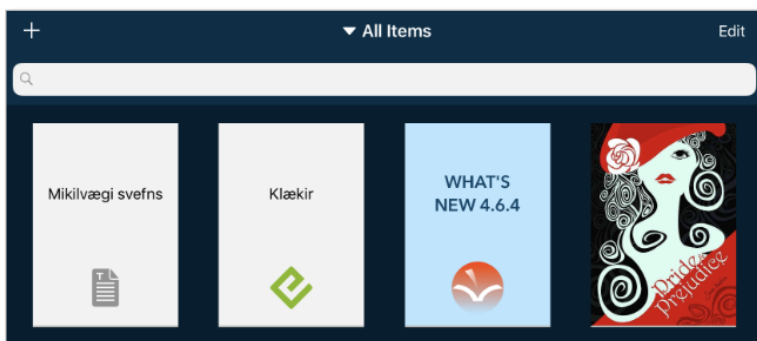 All Items
Edit
Mikilvægi svefns
Klækir
WHAT'S
NEW 4.6.4
Pride
Prejudice